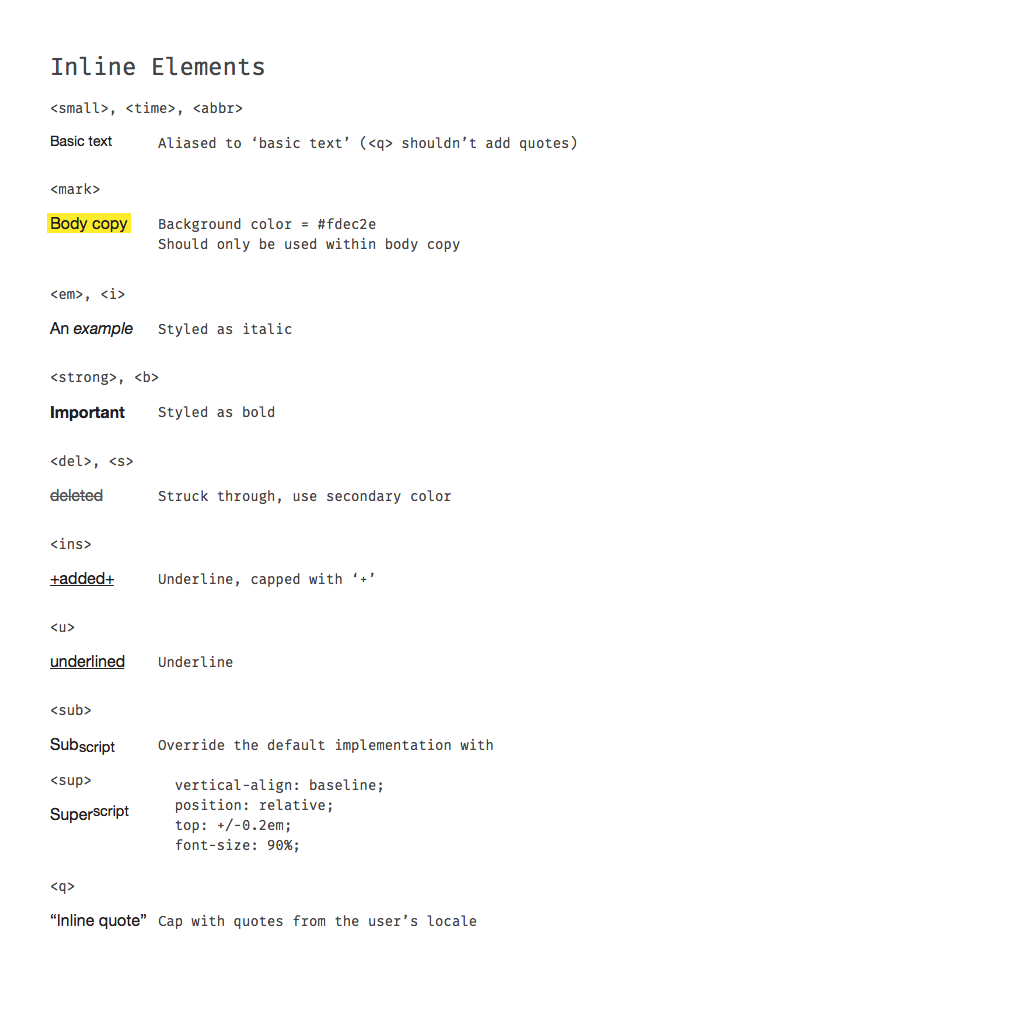 Inline Elements
<small>, <time>, <abbr>
Basic text Aliased to ‘basic text’ (<q> shouldn’t add quotes)
<mark>
Body copy Background color = #fdec2e
Should only be used within body copy
<em>, <i>
An example Styled as italic
<strong>, <b>
Important Styled as bold
<del>, <s>
deleted Struck through, use secondary color
<ins>
+added+ Underline, capped with ‘+’
<u>
underlined Underline
<sub>
Subscript Override the default implementation with
<sup>
vertical-align: baseline;
position: relative;
Superscript
top: +/-0.2em;
font-size: 90%;
<q>
“Inline quote” Cap with quotes from the user’s locale